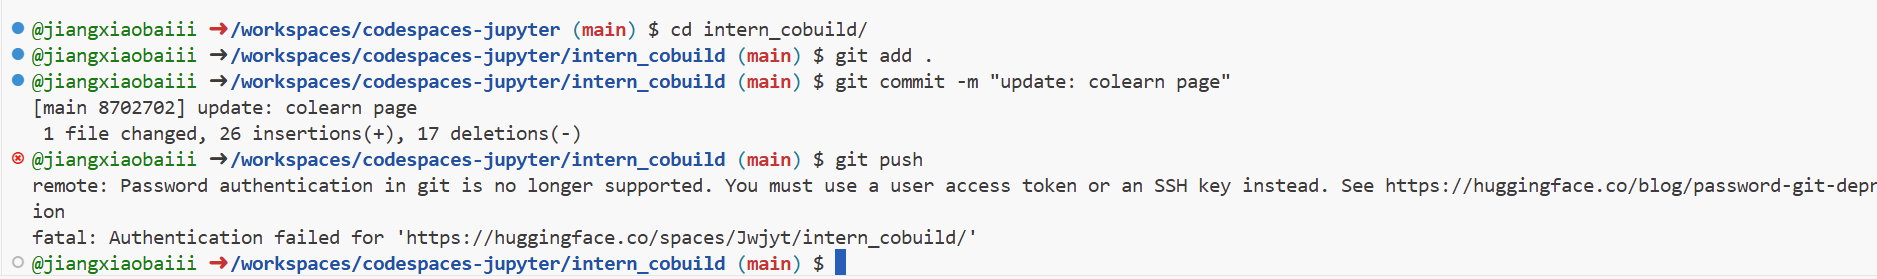 @jiangxiaobaiii ➜/workspaces/codespaces-jupyter (main) $ cd intern_cobuild/
@jiangxiaobaiii ➜/workspaces/codespaces-jupyter/intern_cobuild (main) $ git add .
@jiangxiaobaiii ➜/workspaces/codespaces-jupyter/intern_cobuild (main) $ git commit -m "update: colearn page"
[main 8702702] update: colearn page
 1 file changed, 26 insertions(+), 17 deletions(-)
@jiangxiaobaiii ➜/workspaces/codespaces-jupyter/intern_cobuild (main) $ git push
remote: Password authentication in git is no longer supported. You must use a user access token or an SSH key instead. See https://huggingface.co/blog/password-git-depr
ion
fatal: Authentication failed for 'https://huggingface.co/spaces/Jwjyt/intern_cobuild/'
@jiangxiaobaiii ➜/workspaces/codespaces-jupyter/intern_cobuild (main) $